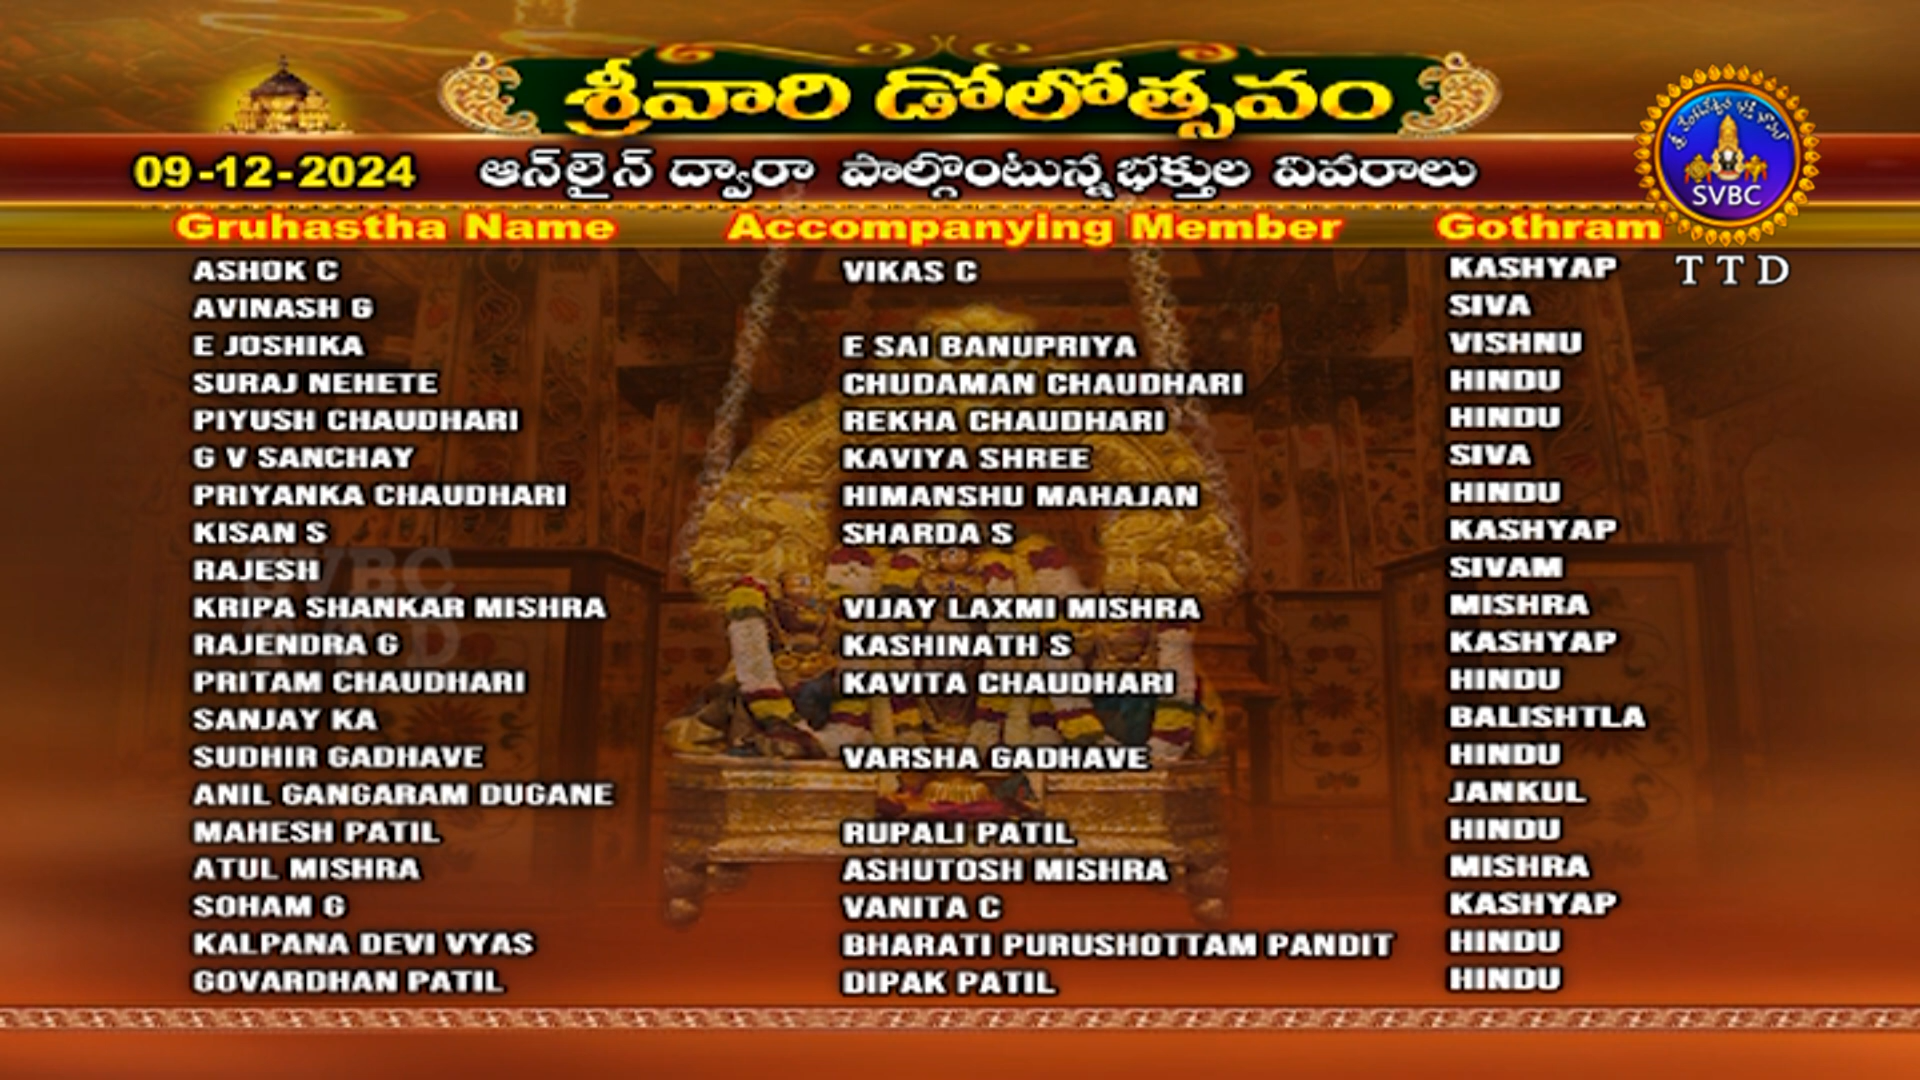 శ్రీవారి డోలోత్సవం
09-12-2024 ఆన్‌లైన్ ద్వారా పాల్గొంటున్న భక్తుల వివరాలు
SVBC
TTD
Gruhastha Name Accompanying Member Gothram
ASHOK C VIKAS C KASHYAP
AVINASH G SIVA
E JOSHIKA E SAI BANUPRIYA VISHNU
SURAJ NEHETE CHUDAMAN CHAUDHARI HINDU
PIYUSH CHAUDHARI REKHA CHAUDHARI HINDU
G V SANCHAY KAVIYA SHREE SIVA
PRIYANKA CHAUDHARI HIMANSHU MAHAJAN HINDU
KISAN S SHARDA S KASHYAP
RAJESH SIVAM
KRIPA SHANKAR MISHRA VIJAY LAXMI MISHRA MISHRA
RAJENDRA G KASHINATH S KASHYAP
PRITAM CHAUDHARI KAVITA CHAUDHARI HINDU
SANJAY KA BALISHTLA
SUDHIR GADHAVE VARSHA GADHAVE HINDU
ANIL GANGARAM DUGANE JANKUL
MAHESH PATIL RUPALI PATIL HINDU
ATUL MISHRA ASHUTOSH MISHRA MISHRA
SOHAM G VANITA C KASHYAP
KALPANA DEVI VYAS BHARATI PURUSHOTTAM PANDIT HINDU
GOVARDHAN PATIL DIPAK PATIL HINDU
SVBC
TTD